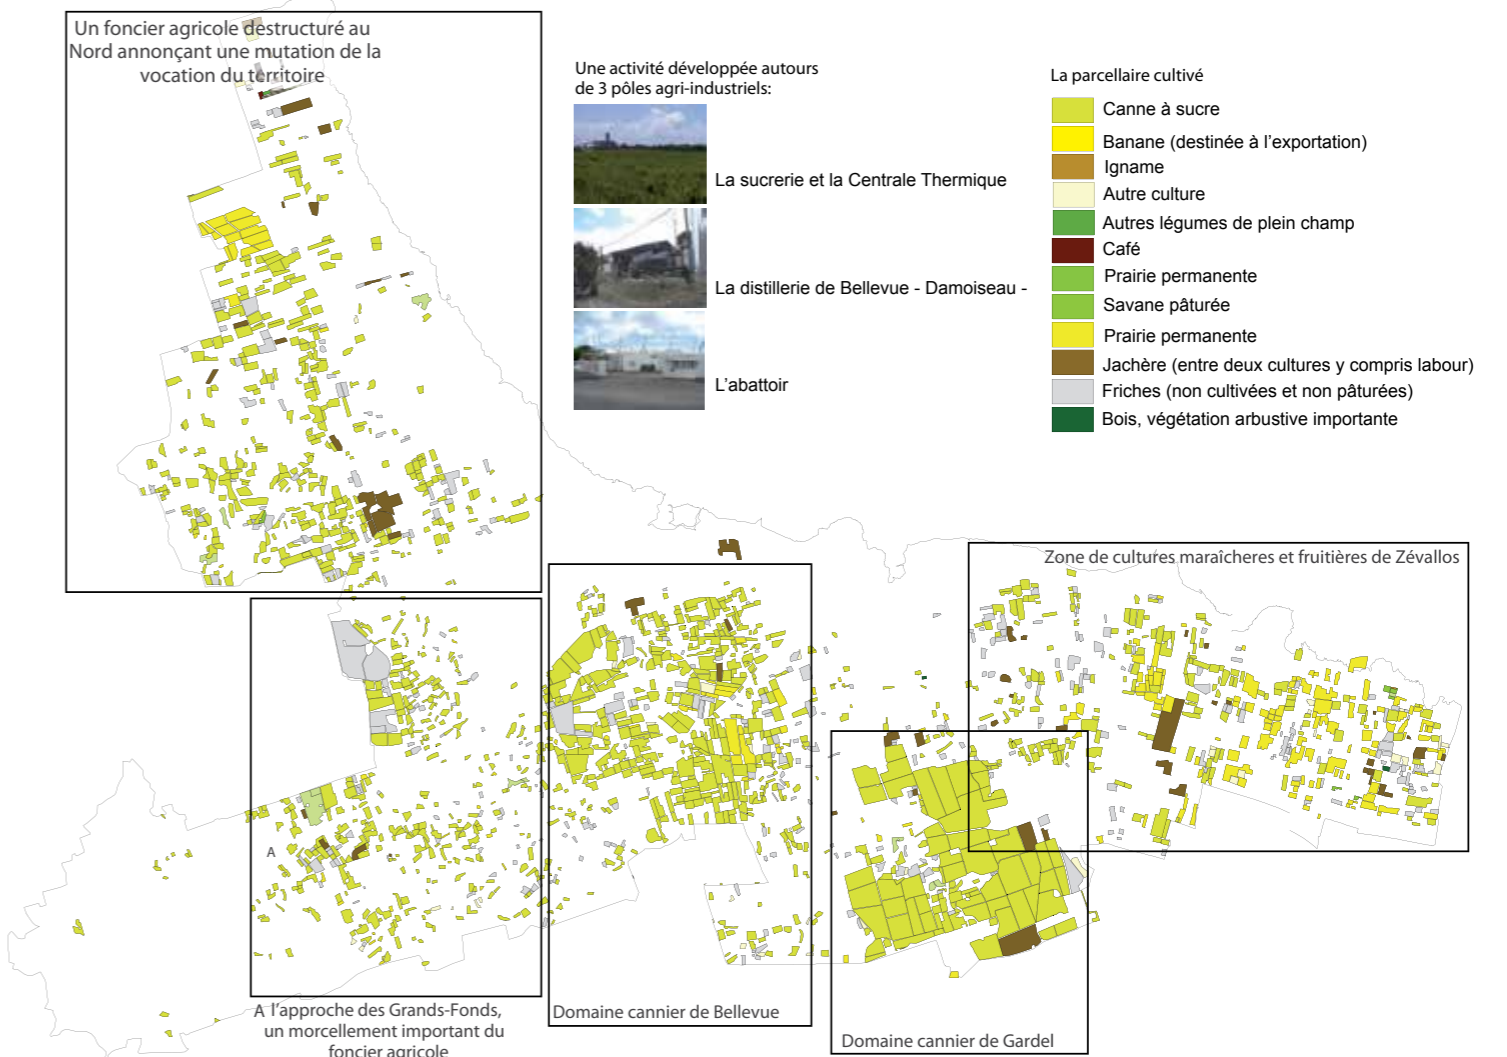 Un foncier agricole destructuré au
Nord annonçant une mutation de la
vocation du territoire
Une activité développée autours
de 3 pôles agri-industriels:
La sucrerie et la Centrale Thermique
La distillerie de Bellevue - Damoiseau -
L'abattoir
La parcellaire cultivé
Canne à sucre
Banane (destinée à l'exportation)
Igname
Autre culture
Autres légumes de plein champ
Café
Prairie permanente
Savane pâturée
Prairie permanente
Jachère (entre deux cultures y compris labour)
Friches (non cultivées et non pâturées)
Bois, végétation arbustive importante
Zone de cultures maraîcheres et fruitières de Zévallos
A
A l'approche des Grands-Fonds,
un morcellement important du
foncier agricole
Domaine cannier de Bellevue
Domaine cannier de Gardel